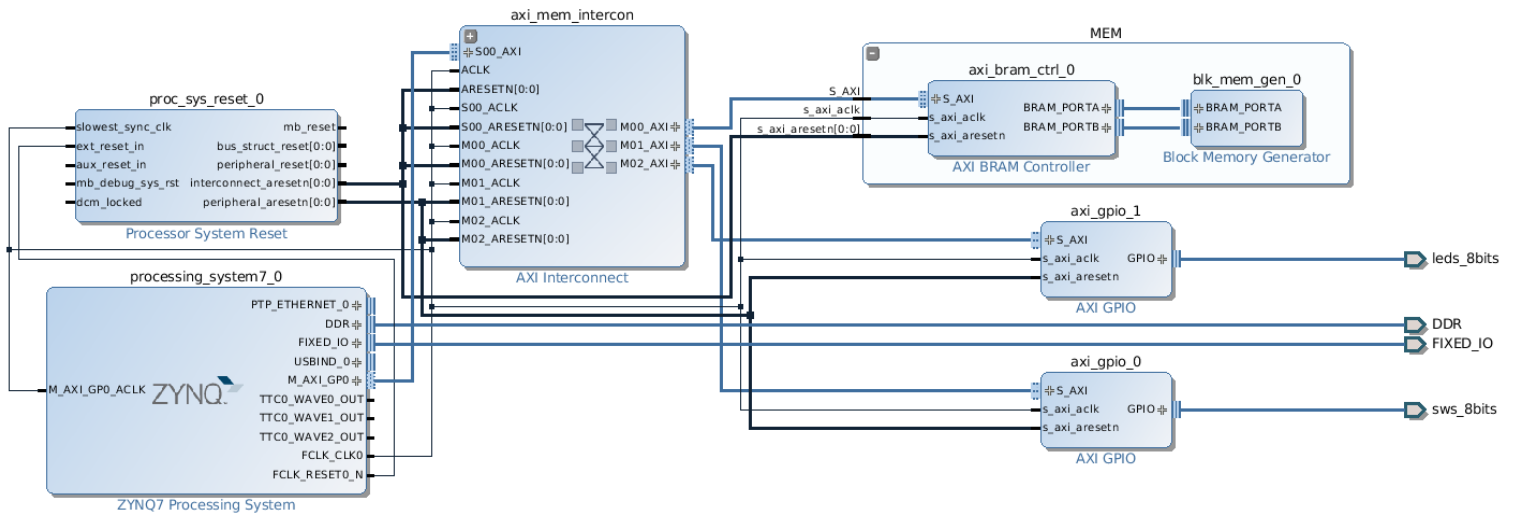 proc_sys_reset_0
slowest_sync_clk
ext_reset_in
aux_reset_in
mb_debug_sys_rst
dcm_locked
mb_reset
bus_struct_reset[0:0]
peripheral_reset[0:0]
interconnect_aresetn[0:0]
peripheral_aresetn[0:0]
Processor System Reset
processing_system7_0
M_AXI_GP0_ACLK
ZYNQ
PTP_ETHERNET_0
DDR
FIXED_IO
USBIND_0
M_AXI_GP0
TTC0_WAVE0_OUT
TTC0_WAVE1_OUT
TTC0_WAVE2_OUT
FCLK_CLK0
FCLK_RESET0_N
ZYNQ7 Processing System
axi_mem_intercon
S00_AXI
ACLK
ARESETN[0:0]
S00_ACLK
S00_ARESETN[0:0]
M00_ACLK
M00_ARESETN[0:0]
M01_ACLK
M01_ARESETN[0:0]
M02_ACLK
M02_ARESETN[0:0]
M00_AXI
M01_AXI
M02_AXI
AXI Interconnect
MEM
S_AXI
s_axi_aclk
s_axi_aresetn[0:0]
axi_bram_ctrl_0
S_AXI
s_axi_aclk
s_axi_aresetn
BRAM_PORTA
BRAM_PORTB
AXI BRAM Controller
blk_mem_gen_0
BRAM_PORTA
BRAM_PORTB
Block Memory Generator
axi_gpio_1
S_AXI
s_axi_aclk
s_axi_aresetn
GPIO
AXI GPIO
leds_8bits
DDR
FIXED_IO
axi_gpio_0
S_AXI
s_axi_aclk
s_axi_aresetn
GPIO
AXI GPIO
sws_8bits